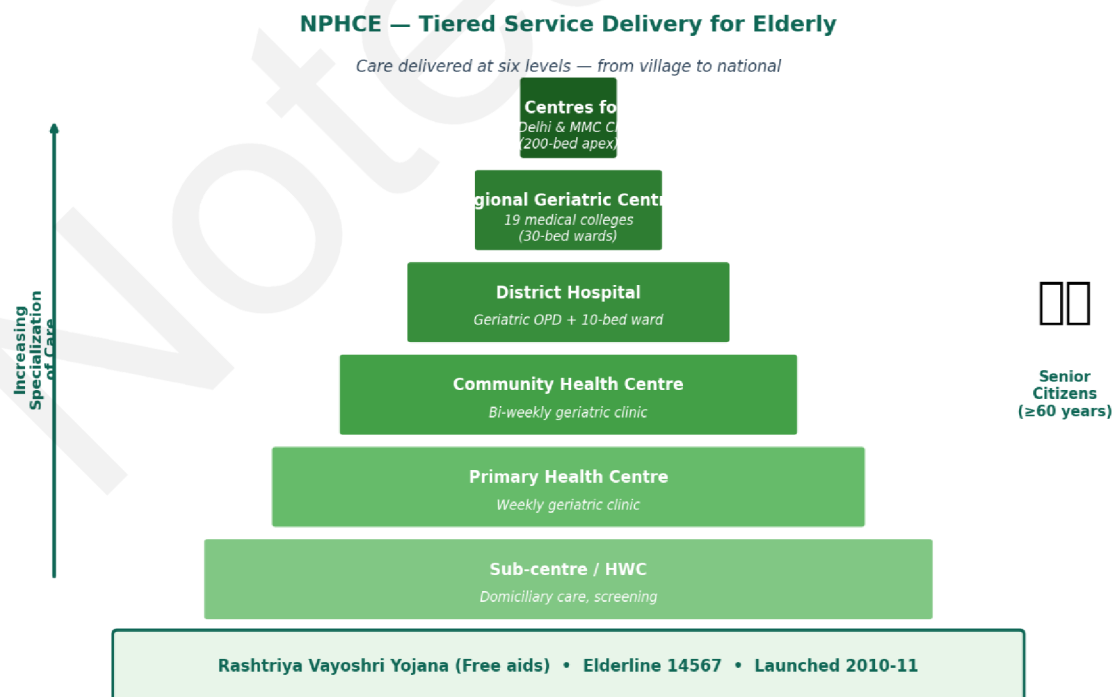 NPHCE — Tiered Service Delivery for Elderly
Care delivered at six levels — from village to national
Centres fo
Delhi & MMC C
(200-bed apex)
gional Geriatric Centr
19 medical colleges
(30-bed wards)
District Hospital
Geriatric OPD + 10-bed ward
Community Health Centre
Bi-weekly geriatric clinic
Primary Health Centre
Weekly geriatric clinic
Sub-centre / HWC
Domiciliary care, screening
Increasing
Specialization
of Care
Senior
Citizens
(≥60 years)
Rashtriya Vayoshri Yojana (Free aids) • Elderline 14567 • Launched 2010-11
Note